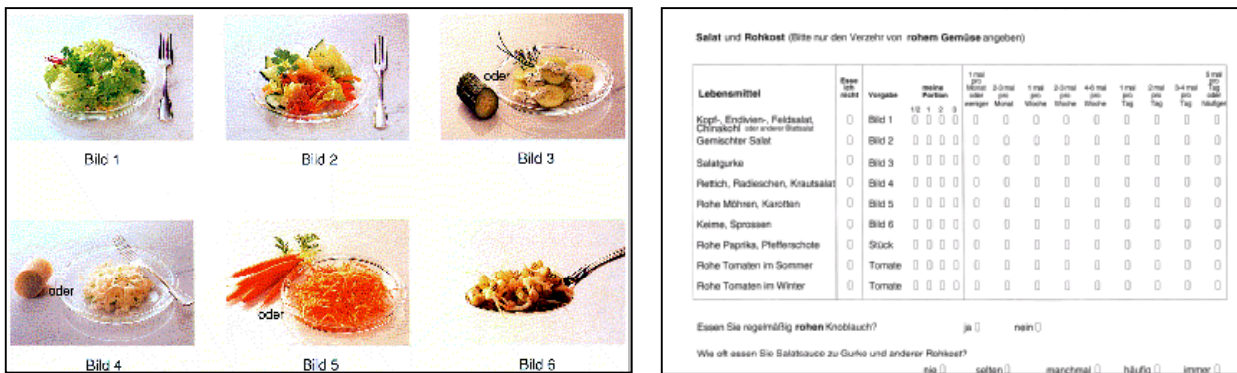 oder
Bild 1
Bild 2
Bild 3
oder
oder
Bild 4
Bild 5
Bild 6
Salat und Rohkost (Bitte nur den Verzehr von rohem Gemüse angeben)
Lebensmittel
Esse ich nicht
Vorgabe
meine Portion
1/2 1 2 3
1 mal pro Monat oder weniger
2-3 mal pro Monat
1 mal pro Woche
2-3 mal pro Woche
4-6 mal pro Woche
1 mal pro Tag
2 mal pro Tag
3-4 mal pro Tag
5 mal pro Tag oder häufiger
Kopf-, Endivien-, Feldsalat, Bild 1
Chinakohl oder anderer Blattsalat
Gemischter Salat Bild 2
Salatgurke Bild 3
Rettich, Radieschen, Krautsalat Bild 4
Rohe Möhren, Karotten Bild 5
Keime, Sprossen Bild 6
Rohe Paprika, Pfefferschote Stück
Rohe Tomaten im Sommer Tomate
Rohe Tomaten im Winter Tomate
Essen Sie regelmäßig rohen Knoblauch? ja nein
Wie oft essen Sie Salatsauce zu Gurke und anderer Rohkost?
nie selten manchmal häufig immer